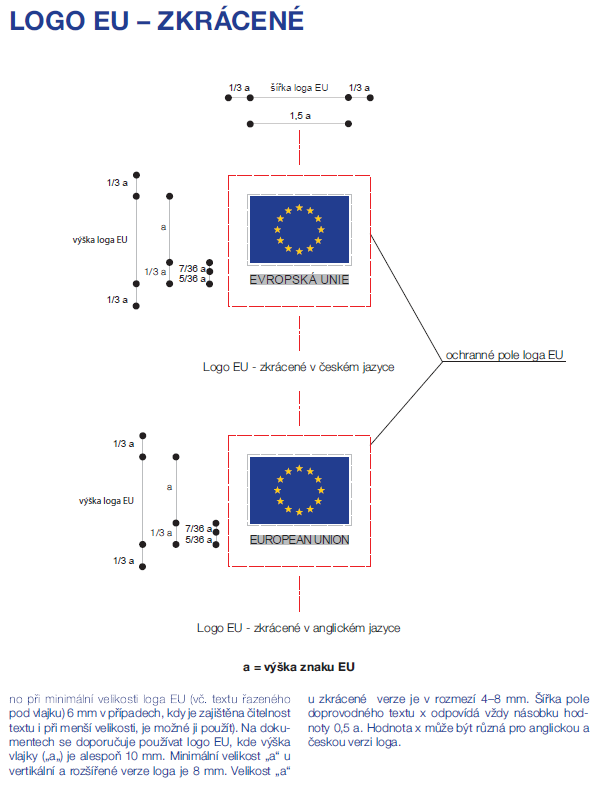 LOGO EU – ZKRÁCENÉ
1/3 a
šířka loga EU
1/3 a
1,5 a
1/3 a
výška loga EU
a
1/3 a
7/36 a
5/36 a
1/3 a
EVROPSKÁ UNIE
ochranné pole loga EU
Logo EU - zkrácené v českém jazyce
1/3 a
výška loga EU
a
1/3 a
7/36 a
5/36 a
1/3 a
EUROPEAN UNION
Logo EU - zkrácené v anglickém jazyce
a = výška znaku EU
no při minimální velikosti loga EU (vč. textu řazeného
pod vlajku) 6 mm v případech, kdy je zajištěna čitelnost
textu i při menší velikosti, je možné ji použít). Na doku-
mentech se doporučuje používat logo EU, kde výška
vlajky („a„) je alespoň 10 mm. Minimální velikost „a“ u
vertikální a rozšířené verze loga je 8 mm. Velikost „a“
u zkrácené verze je v rozmezí 4–8 mm. Šířka pole
doprovodného textu x odpovídá vždy násobku hod-
noty 0,5 a. Hodnota x může být různá pro anglickou a
českou verzi loga.